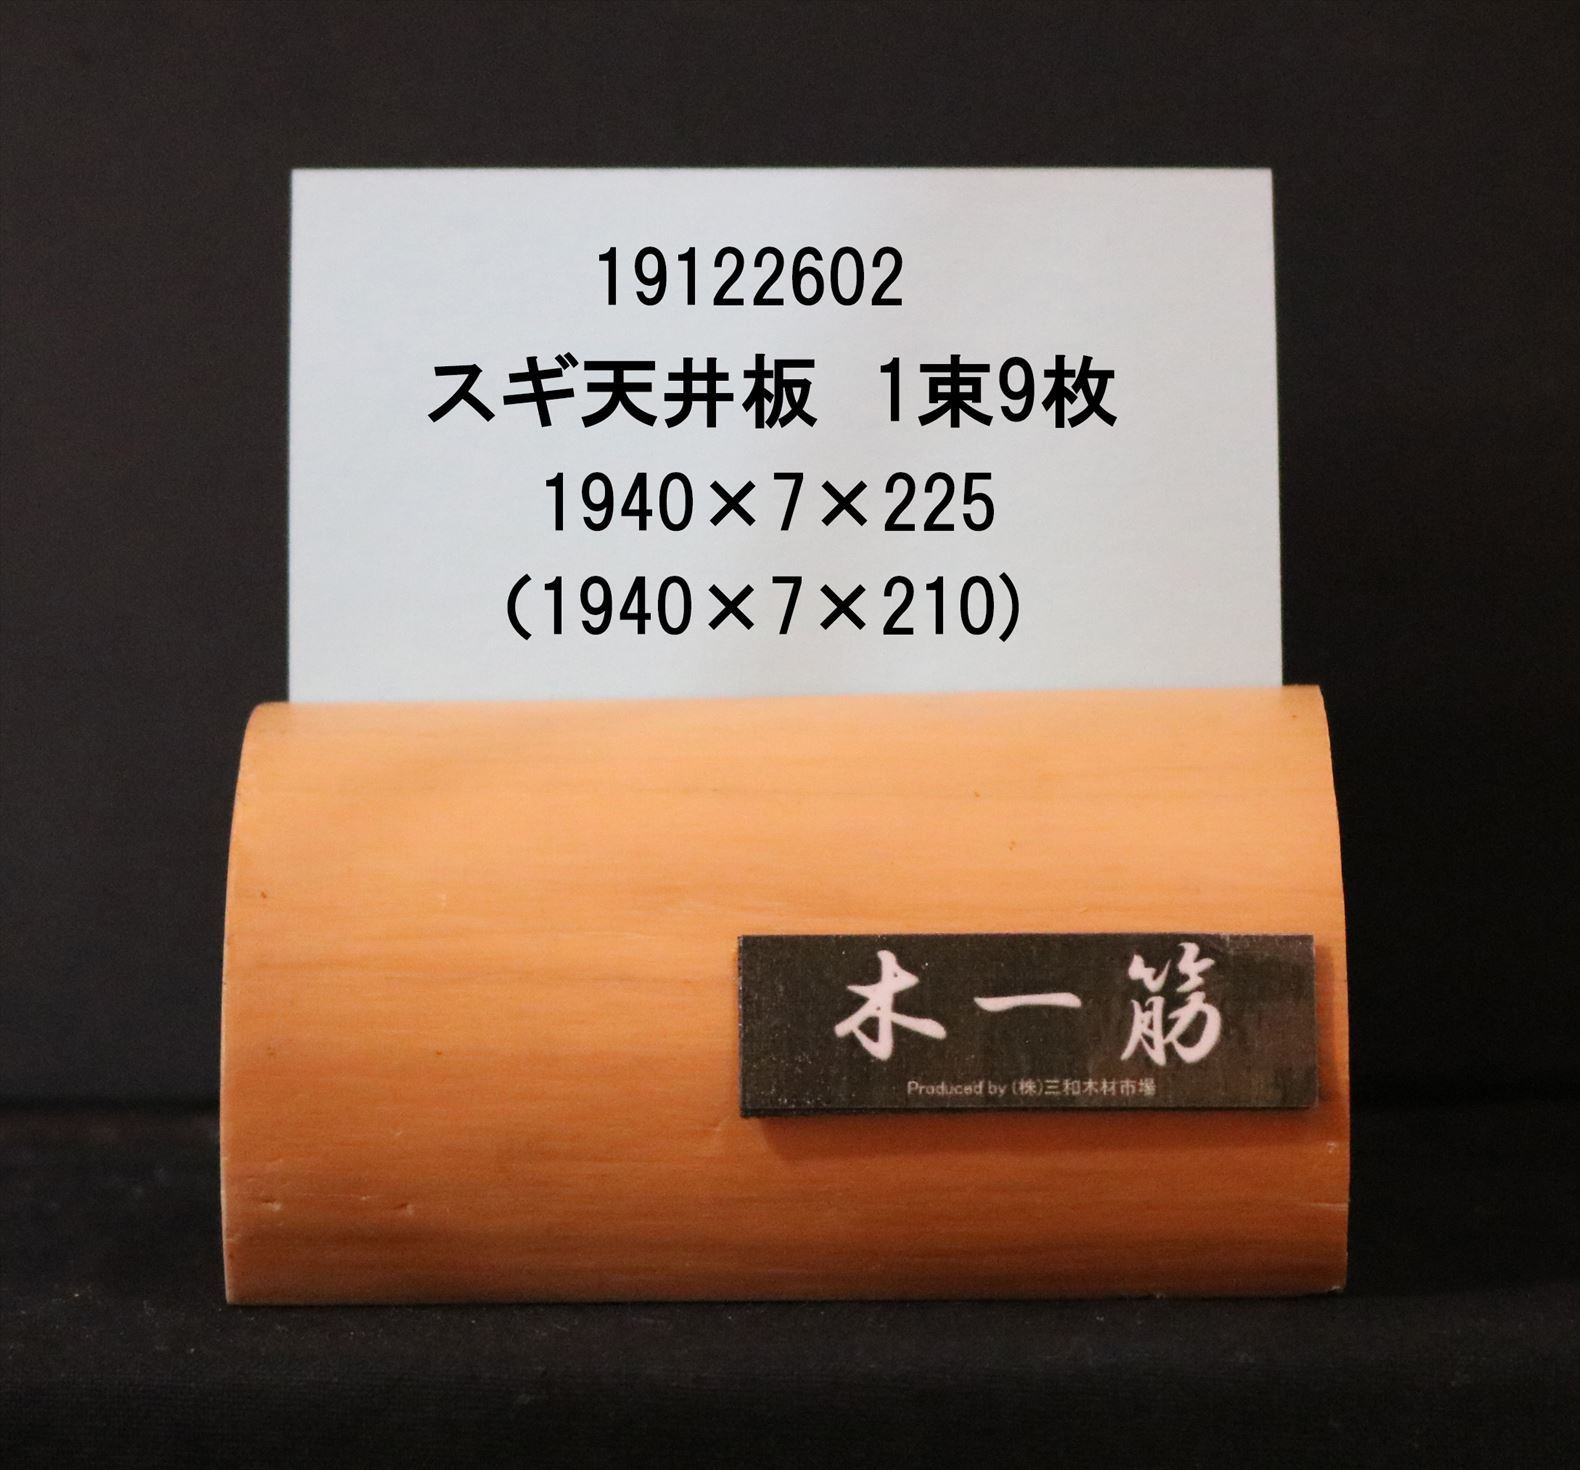 19122602
スギ天井板　1束9枚
1940×7×225
(1940×7×210)
木一筋
Produced by (株)三和木材市場